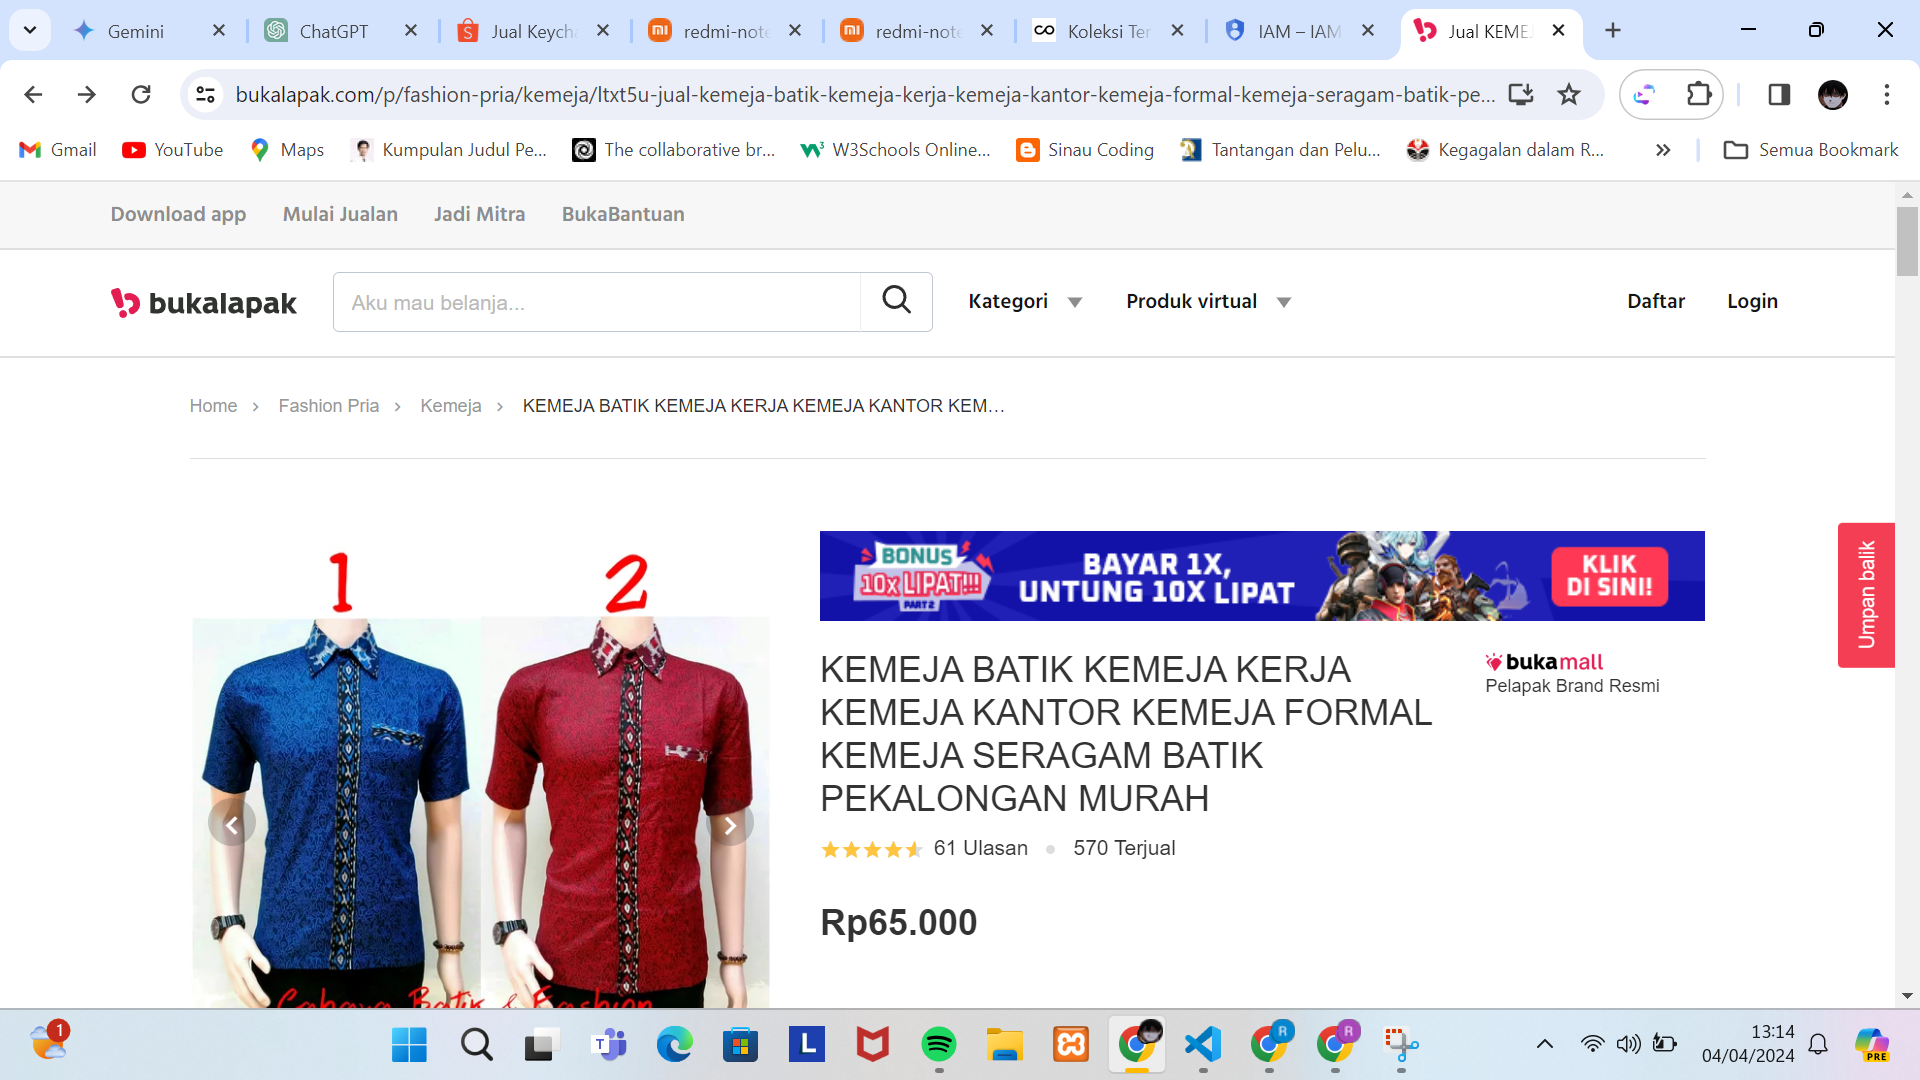 Gemini
ChatGPT
Jual Keych
redmi-note
redmi-note
Koleksi Ter
IAM – IAM
Jual KEME
bukalapak.com/p/fashion-pria/kemeja/ltxt5u-jual-kemeja-batik-kemeja-kerja-kemeja-kantor-kemeja-formal-kemeja-seragam-batik-pe...
Gmail
YouTube
Maps
Kumpulan Judul Pe...
The collaborative br...
W3Schools Online...
Sinau Coding
Tantangan dan Pelu...
Kegagalan dalam R...
Semua Bookmark
Download app
Mulai Jualan
Jadi Mitra
BukaBantuan
bukalapak
Aku mau belanja...
Kategori
Produk virtual
Daftar
Login
Home
Fashion Pria
Kemeja
KEMEJA BATIK KEMEJA KERJA KEMEJA KANTOR KEM...
1
2
Cahaya Batik & Fashion
BONUS
10x LIPAT!!!
PART 2
BAYAR 1X,
UNTUNG 10X LIPAT
KLIK
DI SINI!
Umpan balik
KEMEJA BATIK KEMEJA KERJA
KEMEJA KANTOR KEMEJA FORMAL
KEMEJA SERAGAM BATIK
PEKALONGAN MURAH
bukamall
Pelapak Brand Resmi
61 Ulasan
570 Terjual
Rp65.000
1
13:14
04/04/2024
PRE